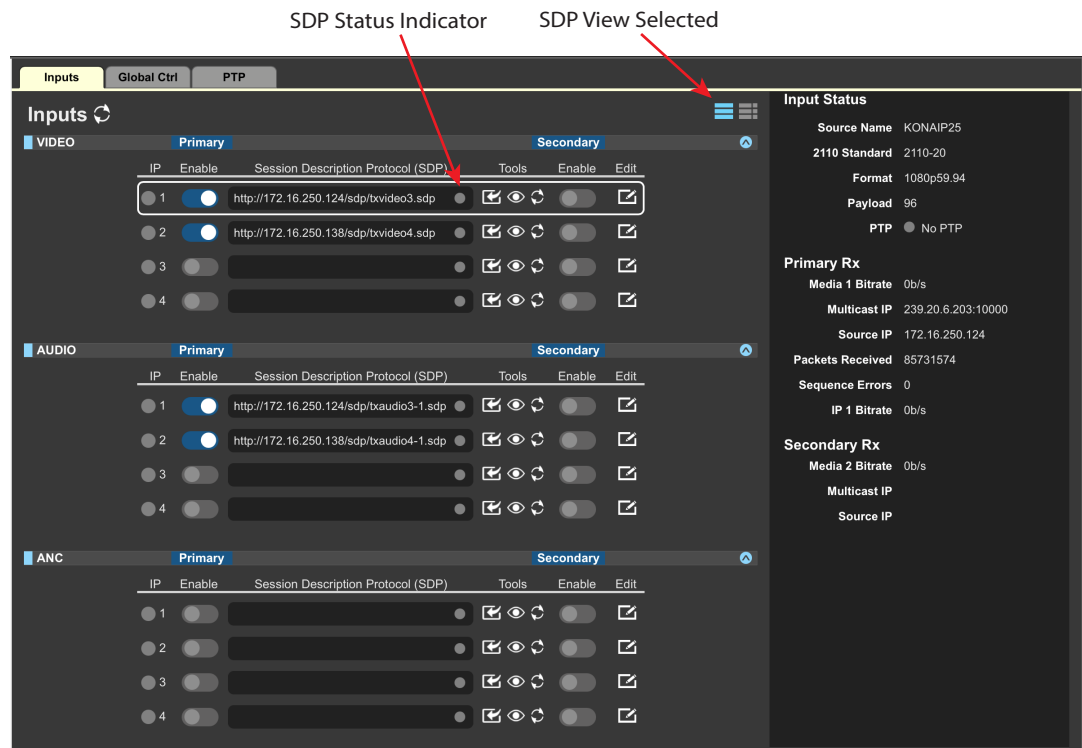 SDP Status Indicator SDP View Selected
Inputs Global Ctrl PTP
Inputs
VIDEO Primary Secondary
IP Enable Session Description Protocol (SDP) Tools Enable Edit
1 http://172.16.250.124/sdp/txvideo3.sdp
2 http://172.16.250.138/sdp/txvideo4.sdp
3
4
AUDIO Primary Secondary
IP Enable Session Description Protocol (SDP) Tools Enable Edit
1 http://172.16.250.124/sdp/txaudio3-1.sdp
2 http://172.16.250.138/sdp/txaudio4-1.sdp
3
4
ANC Primary Secondary
IP Enable Session Description Protocol (SDP) Tools Enable Edit
1
2
3
4
Input Status
Source Name KONAIP25
2110 Standard 2110-20
Format 1080p59.94
Payload 96
PTP No PTP
Primary Rx
Media 1 Bitrate 0b/s
Multicast IP 239.20.6.203:10000
Source IP 172.16.250.124
Packets Received 85731574
Sequence Errors 0
IP 1 Bitrate 0b/s
Secondary Rx
Media 2 Bitrate 0b/s
Multicast IP
Source IP